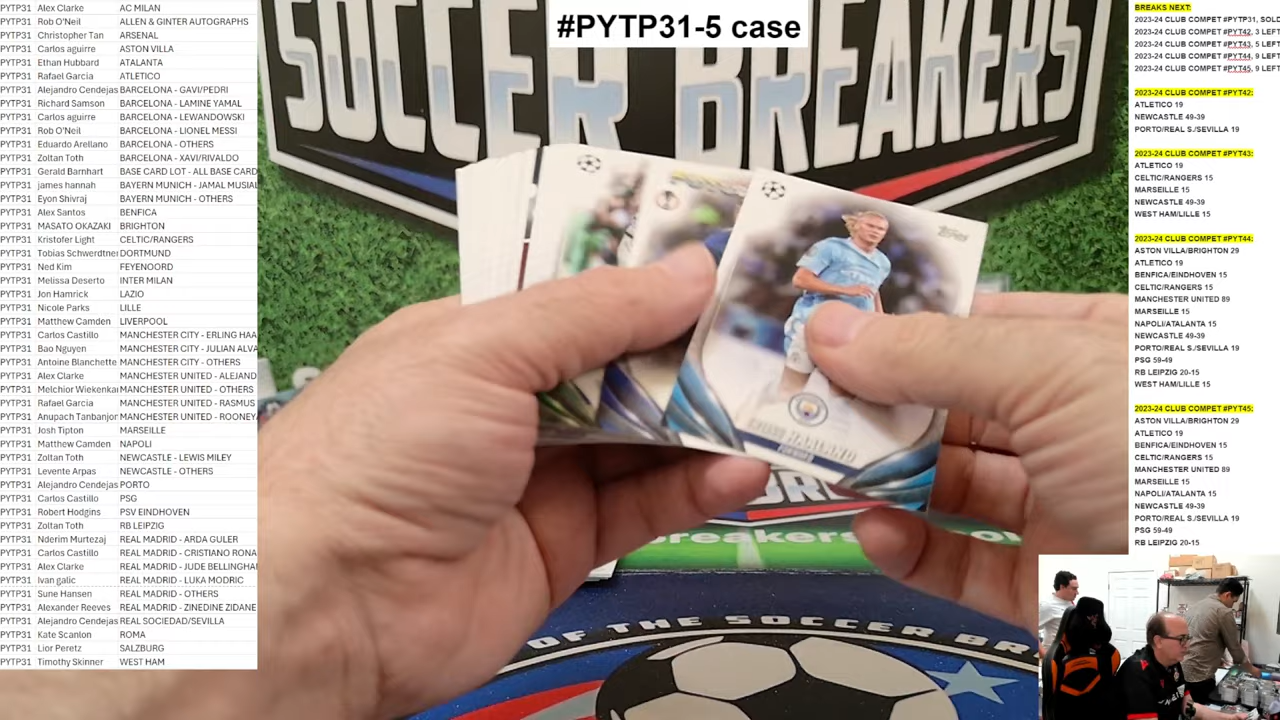 #PYTP31-5 case
SOCCER BREAKERS
PYTP31 Alex Clarke AC MILAN
PYTP31 Rob O'Neil ALLEN & GINTER AUTOGRAPHS
PYTP31 Christopher Tan ARSENAL
PYTP31 Carlos aguirre ASTON VILLA
PYTP31 Ethan Hubbard ATALANTA
PYTP31 Rafael Garcia ATLETICO
PYTP31 Alejandro Cendejas BARCELONA - GAVI/PEDRI
PYTP31 Richard Samson BARCELONA - LAMINE YAMAL
PYTP31 Carlos aguirre BARCELONA - LEWANDOWSKI
PYTP31 Rob O'Neil BARCELONA - LIONEL MESSI
PYTP31 Eduardo Arellano BARCELONA - OTHERS
PYTP31 Zoltan Toth BARCELONA - XAVI/RIVALDO
PYTP31 Gerald Barnhart BASE CARD LOT - ALL BASE CARD
PYTP31 james hannah BAYERN MUNICH - JAMAL MUSIAL
PYTP31 Eyon Shivraj BAYERN MUNICH - OTHERS
PYTP31 Alex Santos BENFICA
PYTP31 MASATO OKAZAKI BRIGHTON
PYTP31 Kristofer Light CELTIC/RANGERS
PYTP31 Tobias Schwerdtner DORTMUND
PYTP31 Ned Kim FEYENOORD
PYTP31 Melissa Deserto INTER MILAN
PYTP31 Jon Hamrick LAZIO
PYTP31 Nicole Parks LILLE
PYTP31 Matthew Camden LIVERPOOL
PYTP31 Carlos Castillo MANCHESTER CITY - ERLING HAA
PYTP31 Bao Nguyen MANCHESTER CITY - JULIAN ALVA
PYTP31 Antoine Blanchette MANCHESTER CITY - OTHERS
PYTP31 Alex Clarke MANCHESTER UNITED - ALEJAND
PYTP31 Melchior Wiekenkam MANCHESTER UNITED - OTHERS
PYTP31 Rafael Garcia MANCHESTER UNITED - RASMUS
PYTP31 Anupach Tanbanjor MANCHESTER UNITED - ROONEY
PYTP31 Josh Tipton MARSEILLE
PYTP31 Matthew Camden NAPOLI
PYTP31 Zoltan Toth NEWCASTLE - LEWIS MILEY
PYTP31 Levente Arpas NEWCASTLE - OTHERS
PYTP31 Alejandro Cendejas PORTO
PYTP31 Carlos Castillo PSG
PYTP31 Robert Hodgins PSV EINDHOVEN
PYTP31 Zoltan Toth RB LEIPZIG
PYTP31 Nderim Murtezaj REAL MADRID - ARDA GULER
PYTP31 Carlos Castillo REAL MADRID - CRISTIANO RONA
PYTP31 Alex Clarke REAL MADRID - JUDE BELLINGHA
PYTP31 Ivan galic REAL MADRID - LUKA MODRIC
PYTP31 Sune Hansen REAL MADRID - OTHERS
PYTP31 Alexander Reeves REAL MADRID - ZINEDINE ZIDANE
PYTP31 Alejandro Cendejas REAL SOCIEDAD/SEVILLA
PYTP31 Kate Scanlon ROMA
PYTP31 Lior Peretz SALZBURG
PYTP31 Timothy Skinner WEST HAM
topps
HAALAND
OF THE SOCCER BRE
BREAKS NEXT:
2023-24 CLUB COMPET #PYTP31, SOLD
2023-24 CLUB COMPET #PYT42, 3 LEFT
2023-24 CLUB COMPET #PYT43, 5 LEFT
2023-24 CLUB COMPET #PYT44, 9 LEFT
2023-24 CLUB COMPET #PYT45, 9 LEFT
2023-24 CLUB COMPET #PYT42:
ATLETICO 19
NEWCASTLE 49-39
PORTO/REAL S./SEVILLA 19
2023-24 CLUB COMPET #PYT43:
ATLETICO 19
CELTIC/RANGERS 15
MARSEILLE 15
NEWCASTLE 49-39
WEST HAM/LILLE 15
2023-24 CLUB COMPET #PYT44:
ASTON VILLA/BRIGHTON 29
ATLETICO 19
BENFICA/EINDHOVEN 15
CELTIC/RANGERS 15
MANCHESTER UNITED 89
MARSEILLE 15
NAPOLI/ATALANTA 15
NEWCASTLE 49-39
PORTO/REAL S./SEVILLA 19
PSG 59-49
RB LEIPZIG 20-15
WEST HAM/LILLE 15
2023-24 CLUB COMPET #PYT45:
ASTON VILLA/BRIGHTON 29
ATLETICO 19
BENFICA/EINDHOVEN 15
CELTIC/RANGERS 15
MANCHESTER UNITED 89
MARSEILLE 15
NAPOLI/ATALANTA 15
NEWCASTLE 49-39
PORTO/REAL S./SEVILLA 19
PSG 59-49
RB LEIPZIG 20-15